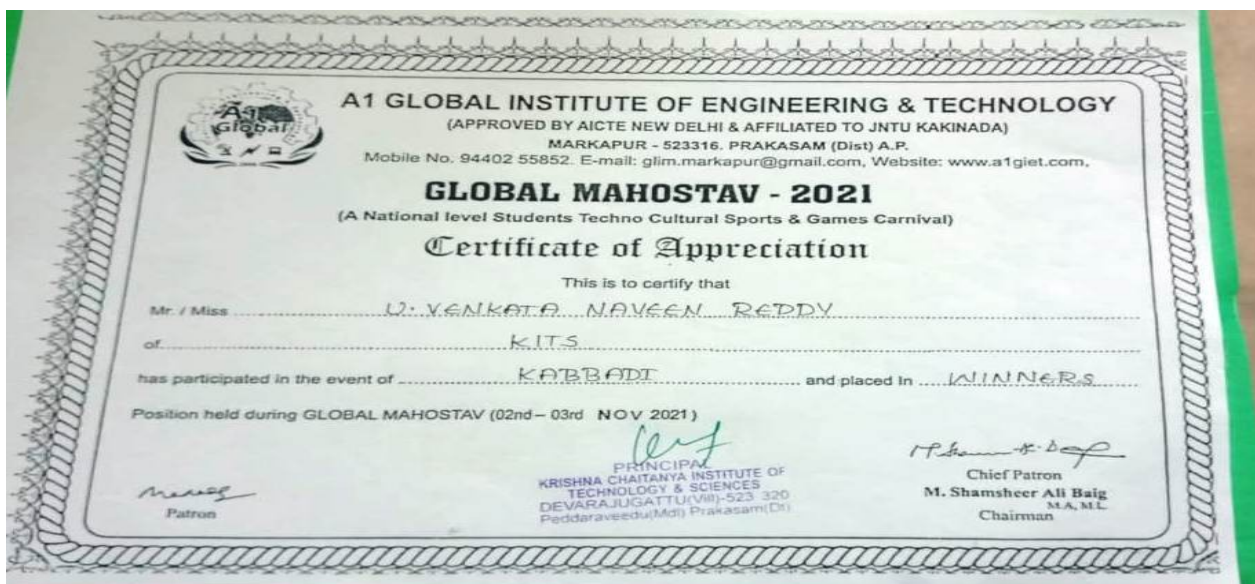 A1
Global
A1 GLOBAL INSTITUTE OF ENGINEERING & TECHNOLOGY
(APPROVED BY AICTE NEW DELHI & AFFILIATED TO JNTU KAKINADA)
MARKAPUR - 523316. PRAKASAM (Dist) A.P.
Mobile No. 94402 55852. E-mail: glim.markapur@gmail.com, Website: www.a1giet.com,
GLOBAL MAHOSTAV - 2021
(A National level Students Techno Cultural Sports & Games Carnival)
Certificate of Appreciation
This is to certify that
Mr. / Miss U. VENKATA NAVEEN REDDY
of KITS
has participated in the event of KABBADI and placed in WINNERS
Position held during GLOBAL MAHOSTAV (02nd – 03rd NOV 2021)
PRINCIPAL
KRISHNA CHAITANYA INSTITUTE OF
TECHNOLOGY & SCIENCES
DEVARAJUGATTU(Vill)-523 320
Peddaraveedu(Mdl) Prakasam(Dt)
Patron
Chief Patron
M. Shamsheer Ali Baig
M.A, M.L
Chairman